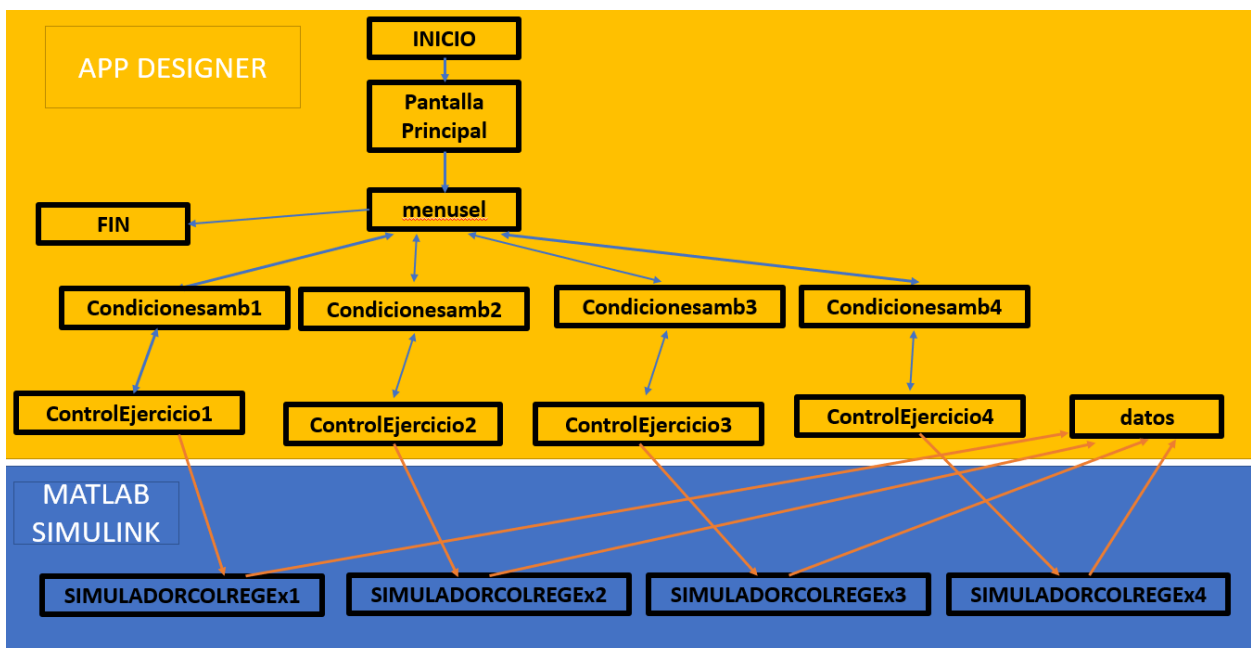 APP DESIGNER
INICIO
Pantalla
Principal
menusel
FIN
Condicionesamb1
Condicionesamb2
Condicionesamb3
Condicionesamb4
ControlEjercicio1
ControlEjercicio2
ControlEjercicio3
ControlEjercicio4
datos
MATLAB
SIMULINK
SIMULADORCOLREGEx1
SIMULADORCOLREGEx2
SIMULADORCOLREGEx3
SIMULADORCOLREGEx4